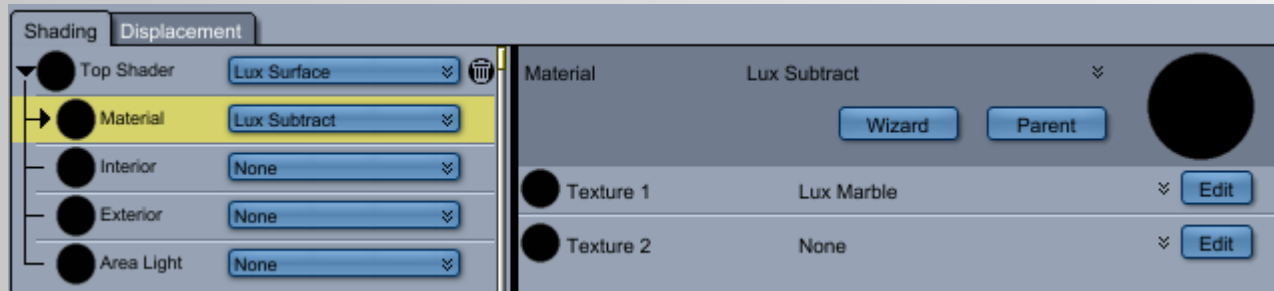 Shading Displacement
Top Shader Lux Surface
Material Lux Subtract
Interior None
Exterior None
Area Light None
Material Lux Subtract
Wizard Parent
Texture 1 Lux Marble Edit
Texture 2 None Edit